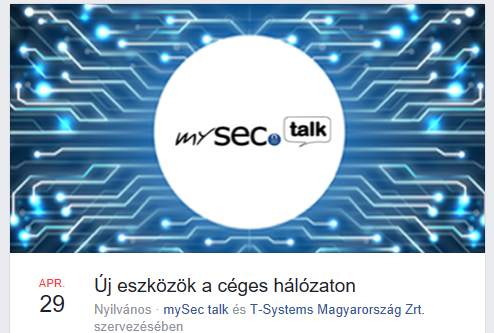 mysec talk
APR.
29
Új eszközök a céges hálózaton
Nyilvános · mySec talk és T-Systems Magyarország Zrt.
szervezésében